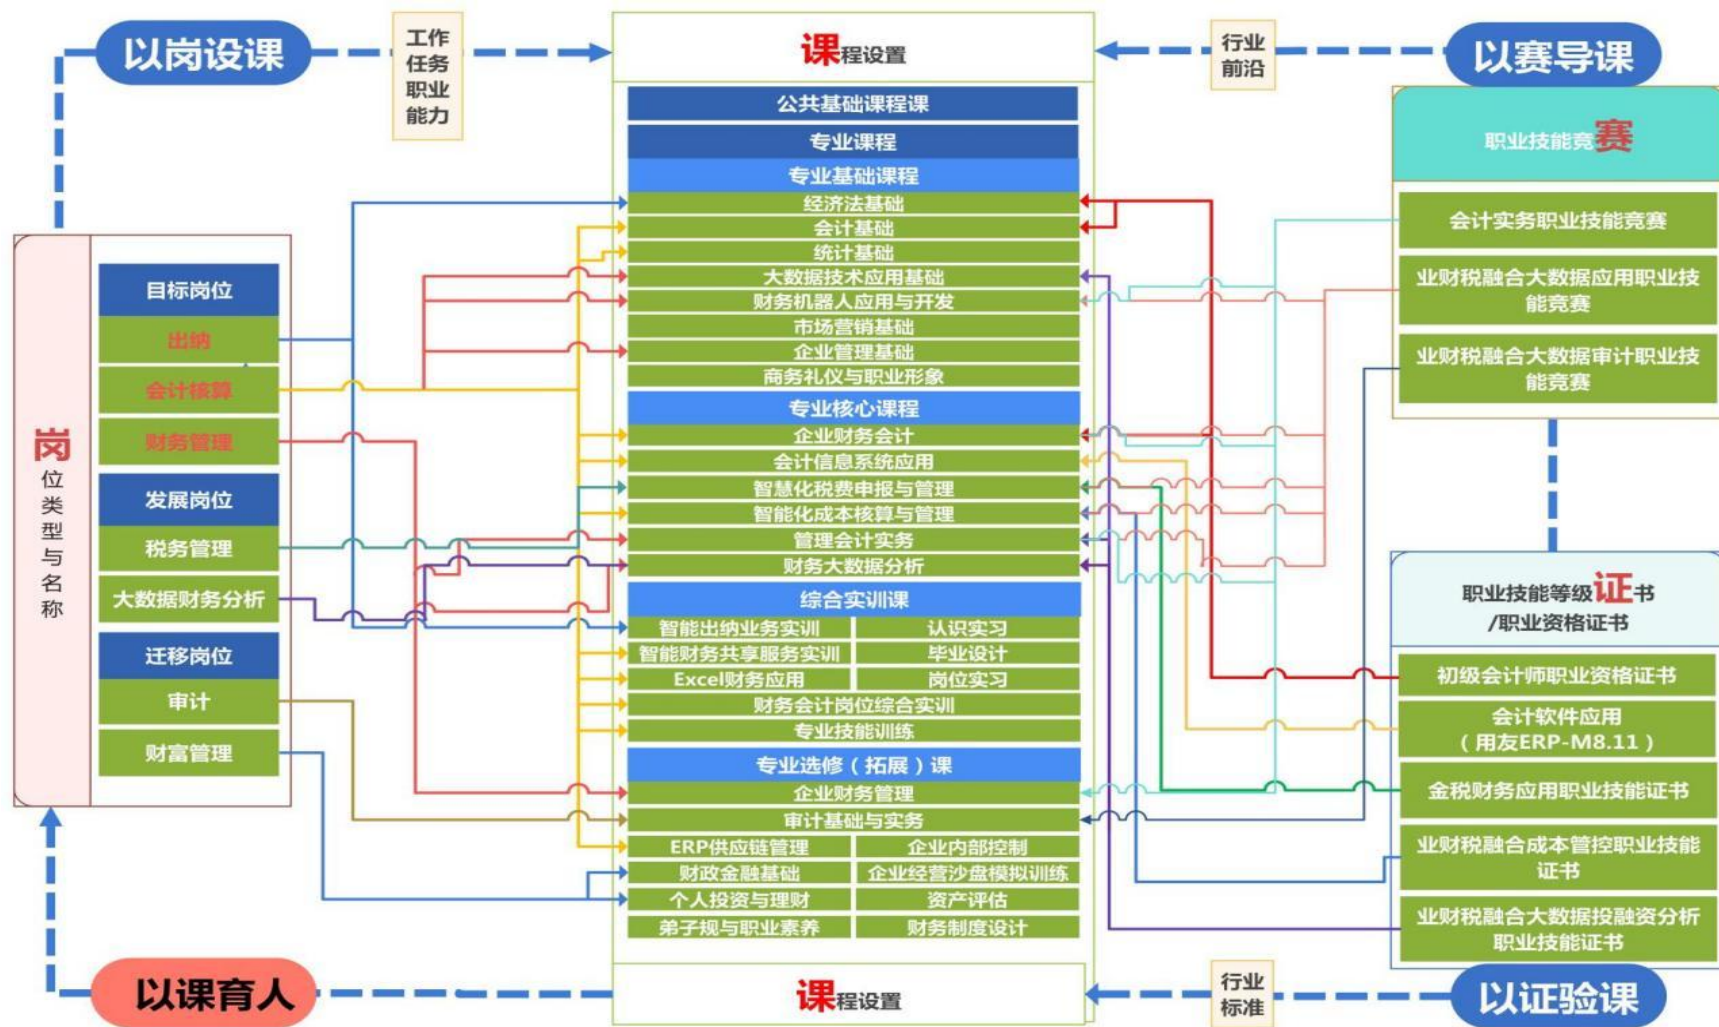 以岗设课
工作
任务
职业
能力
课程设置
行业
前沿
以赛导课
岗
位
类
型
与
名
称
目标岗位
出纳
会计核算
财务管理
发展岗位
税务管理
大数据财务分析
迁移岗位
审计
财富管理
公共基础课程课
专业课程
专业基础课程
经济法基础
会计基础
统计基础
大数据技术应用基础
财务机器人应用与开发
市场营销基础
企业管理基础
商务礼仪与职业形象
专业核心课程
企业财务会计
会计信息系统应用
智慧化税费申报与管理
智能化成本核算与管理
管理会计实务
财务大数据分析
综合实训课
智能出纳业务实训 认识实习
智能财务共享服务实训 毕业设计
Excel财务应用 岗位实习
财务会计岗位综合实训
专业技能训练
专业选修（拓展）课
企业财务管理
审计基础与实务
ERP供应链管理 企业内部控制
财政金融基础 企业经营沙盘模拟训练
个人投资与理财 资产评估
弟子规与职业素养 财务制度设计
职业技能竞赛
会计实务职业技能竞赛
业财税融合大数据应用职业技
能竞赛
业财税融合大数据审计职业技
能竞赛
职业技能等级证书
/职业资格证书
初级会计师职业资格证书
会计软件应用
（用友ERP-M8.11）
金税财务应用职业技能证书
业财税融合成本管控职业技能
证书
业财税融合大数据投融资分析
职业技能证书
以课育人
课程设置
行业
标准
以证验课